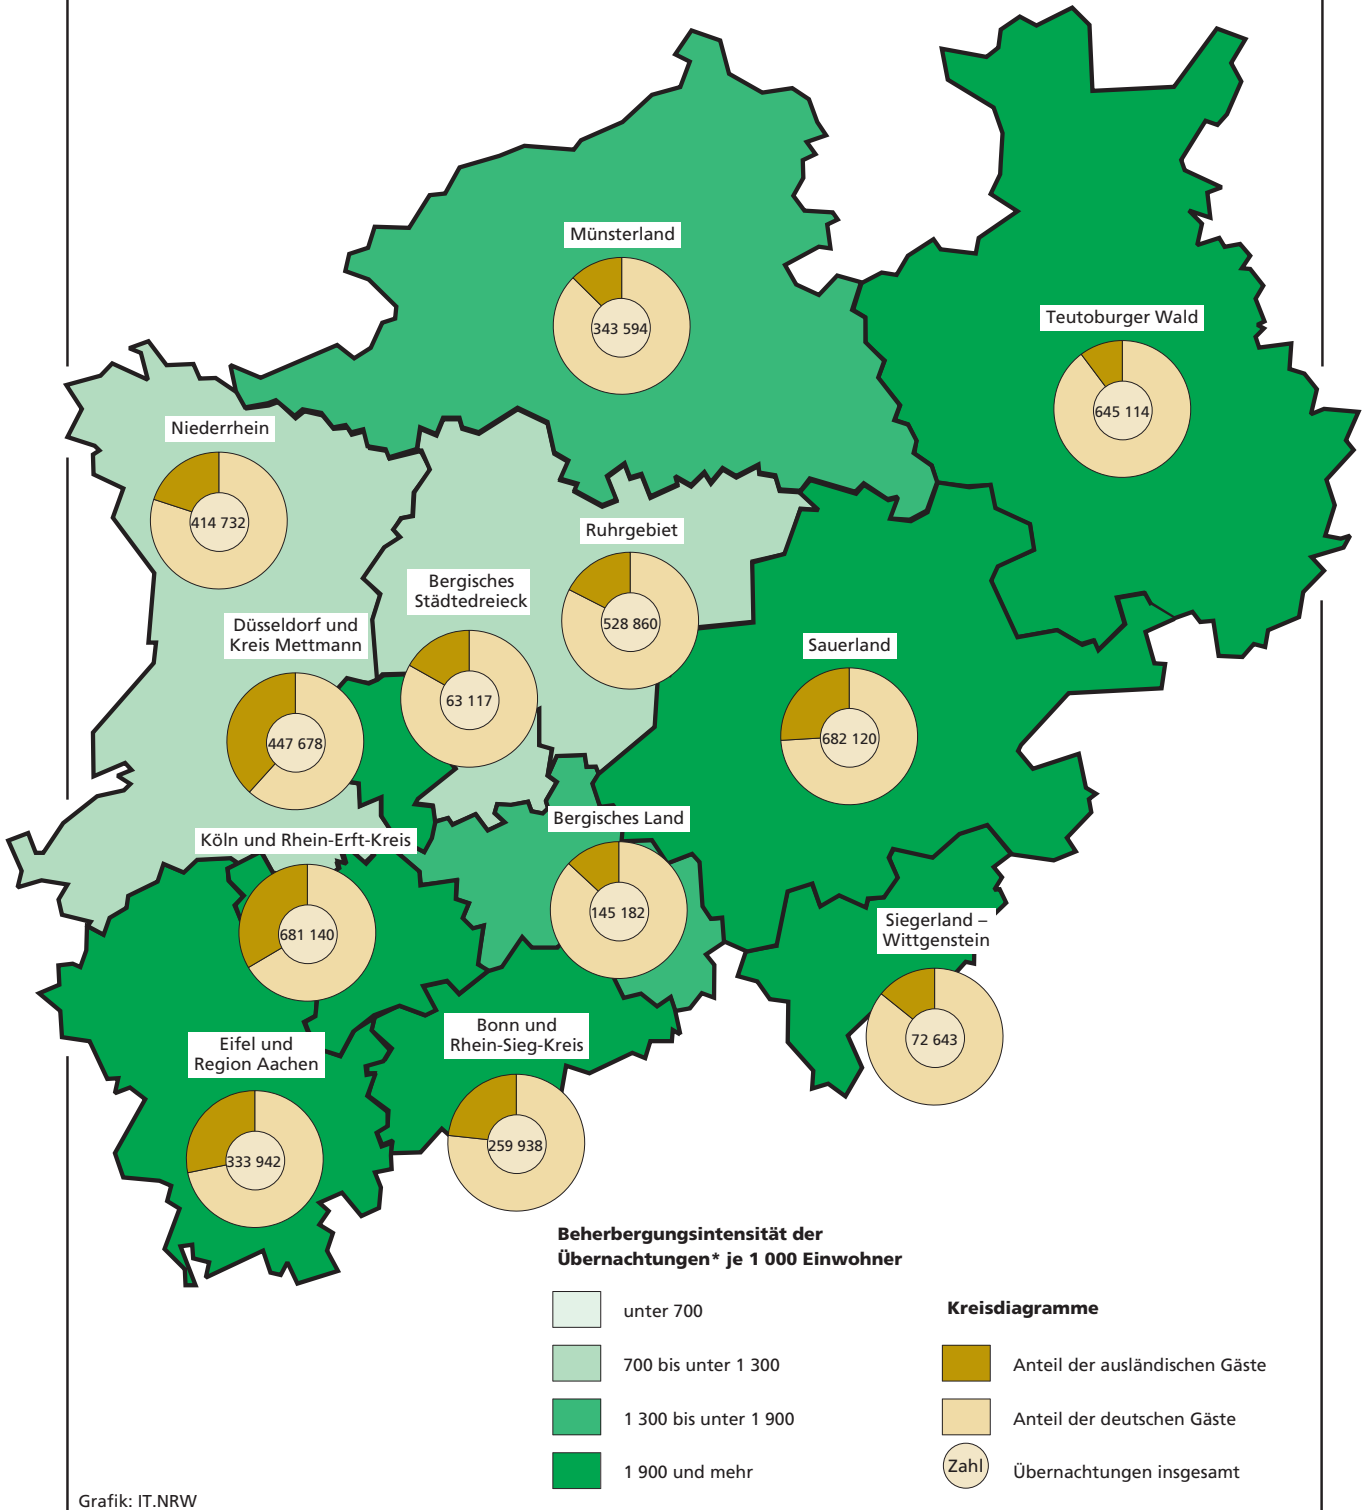 Münsterland
343 594
Teutoburger Wald
645 114
Niederrhein
414 732
Ruhrgebiet
528 860
Bergisches
Städtedreieck
63 117
Düsseldorf und
Kreis Mettmann
447 678
Sauerland
682 120
Bergisches Land
145 182
Köln und Rhein-Erft-Kreis
681 140
Siegerland –
Wittgenstein
72 643
Bonn und
Rhein-Sieg-Kreis
259 938
Eifel und
Region Aachen
333 942
Beherbergungsintensität der
Übernachtungen* je 1 000 Einwohner
unter 700
700 bis unter 1 300
1 300 bis unter 1 900
1 900 und mehr
Kreisdiagramme
Anteil der ausländischen Gäste
Anteil der deutschen Gäste
Zahl
Übernachtungen insgesamt
Grafik: IT.NRW